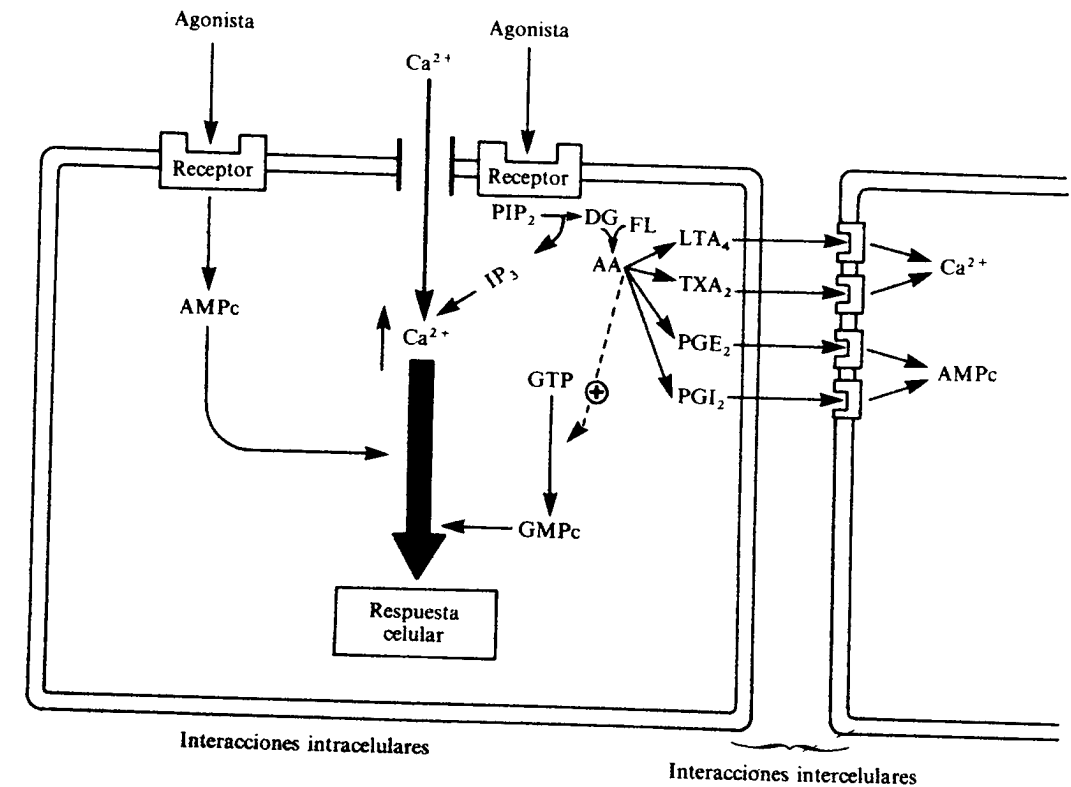 Agonista
Agonista
Ca²⁺
Receptor
Receptor
PIP₂
DG
FL
LTA₄
AA
IP₃
TXA₂
Ca²⁺
AMPc
Ca²⁺
PGE₂
GTP
+
PGI₂
AMPc
GMPc
Respuesta
celular
Interacciones intracelulares
Interacciones intercelulares